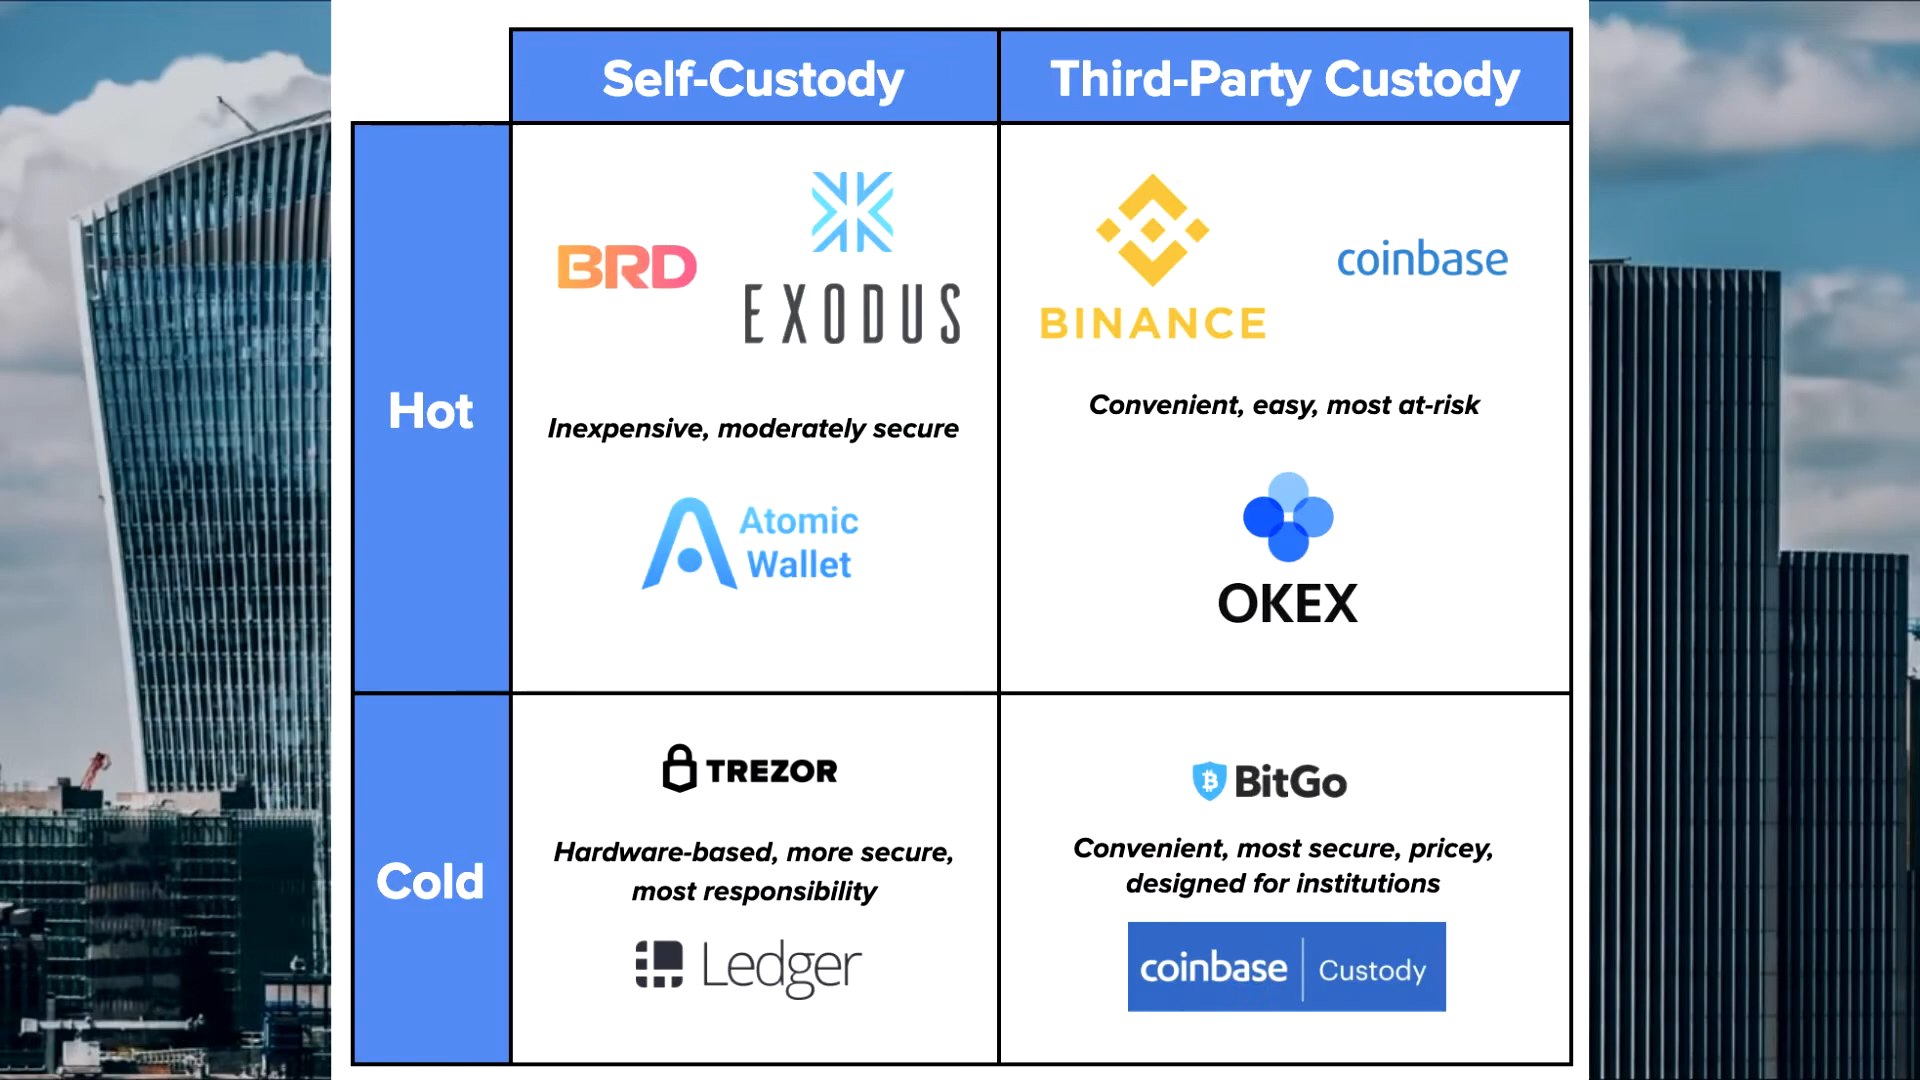 Self-Custody
Third-Party Custody
Hot
BRD
EXODUS
Inexpensive, moderately secure
Atomic
Wallet
BINANCE
coinbase
Convenient, easy, most at-risk
OKEX
Cold
TREZOR
Hardware-based, more secure,
most responsibility
Ledger
BitGo
Convenient, most secure, pricey,
designed for institutions
coinbase | Custody